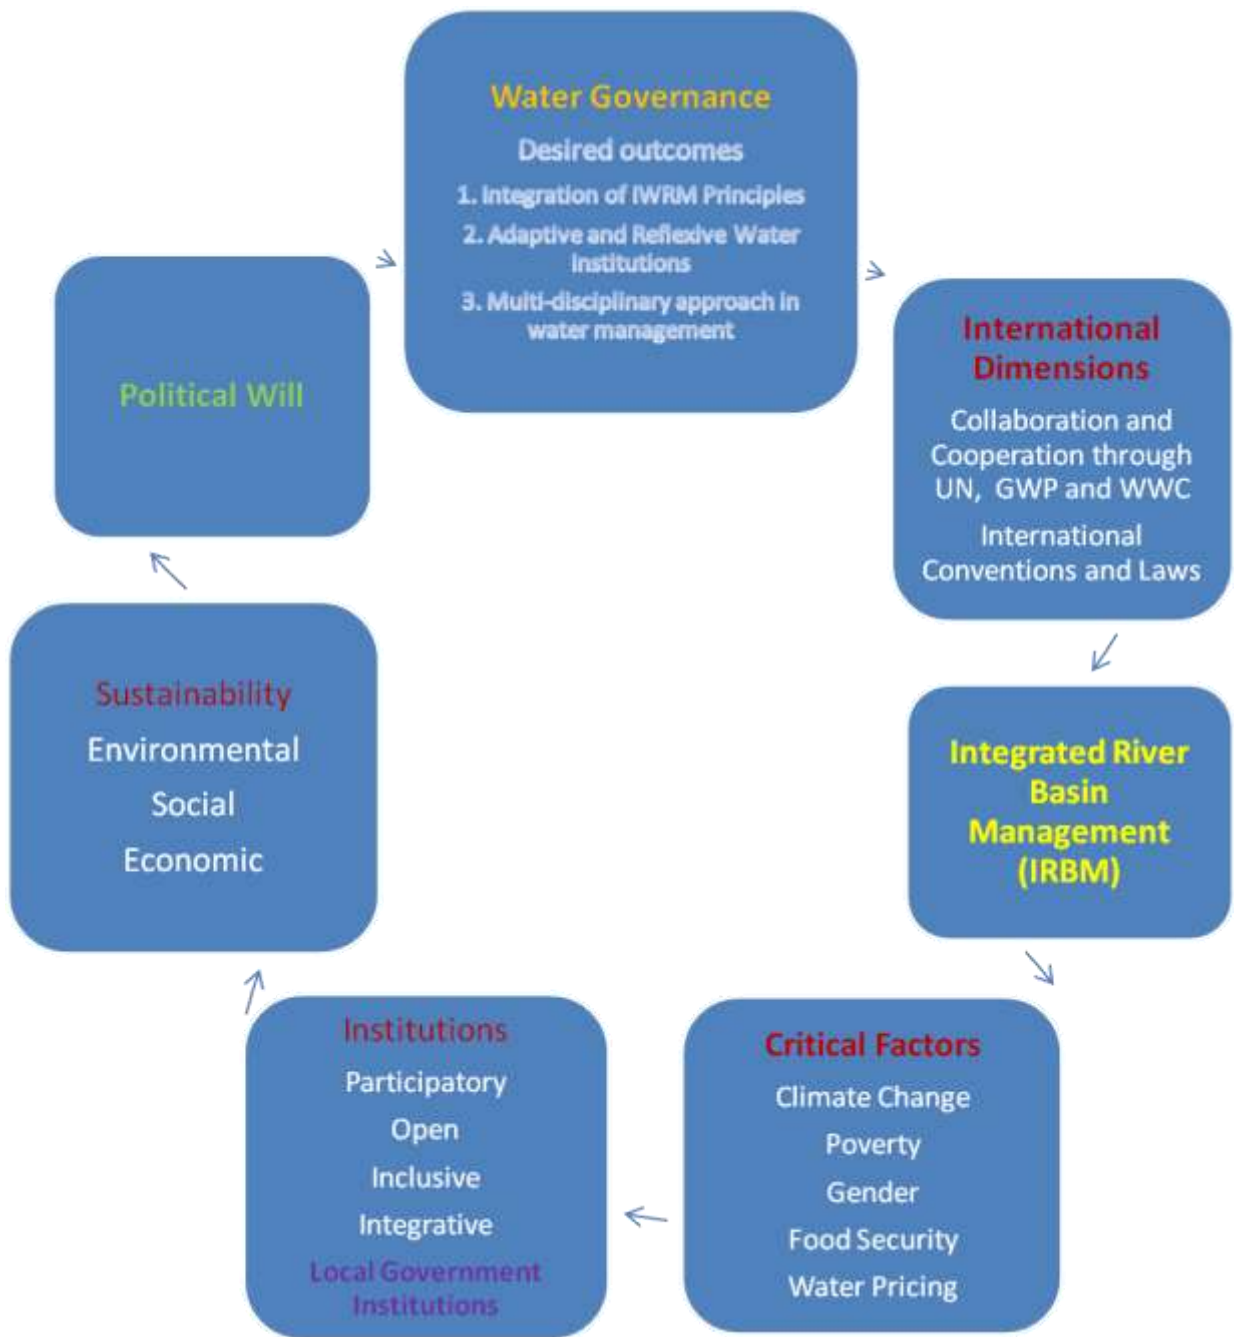 Water Governance
Desired outcomes
1. Integration of IWRM Principles
2. Adaptive and Reflexive Water
Institutions
3. Multi-disciplinary approach in
water management
International
Dimensions
Collaboration and
Cooperation through
UN, GWP and WWC
International
Conventions and Laws
Integrated River
Basin
Management
(IRBM)
Critical Factors
Climate Change
Poverty
Gender
Food Security
Water Pricing
Institutions
Participatory
Open
Inclusive
Integrative
Local Government
Institutions
Sustainability
Environmental
Social
Economic
Political Will